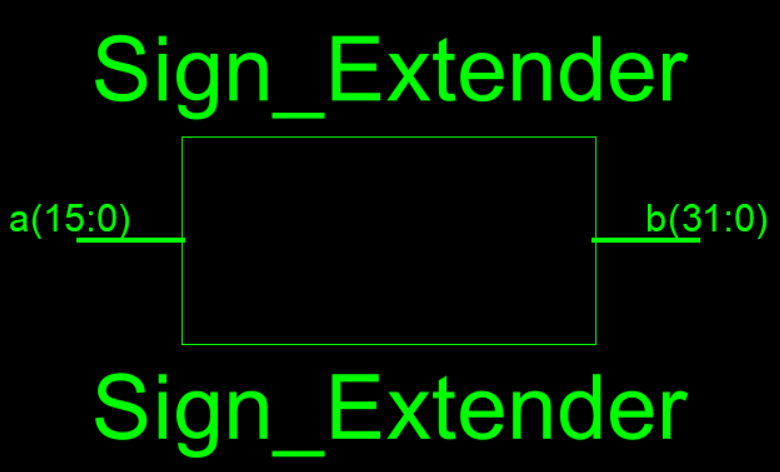 Sign_Extender
a(15:0)
b(31:0)
Sign_Extender